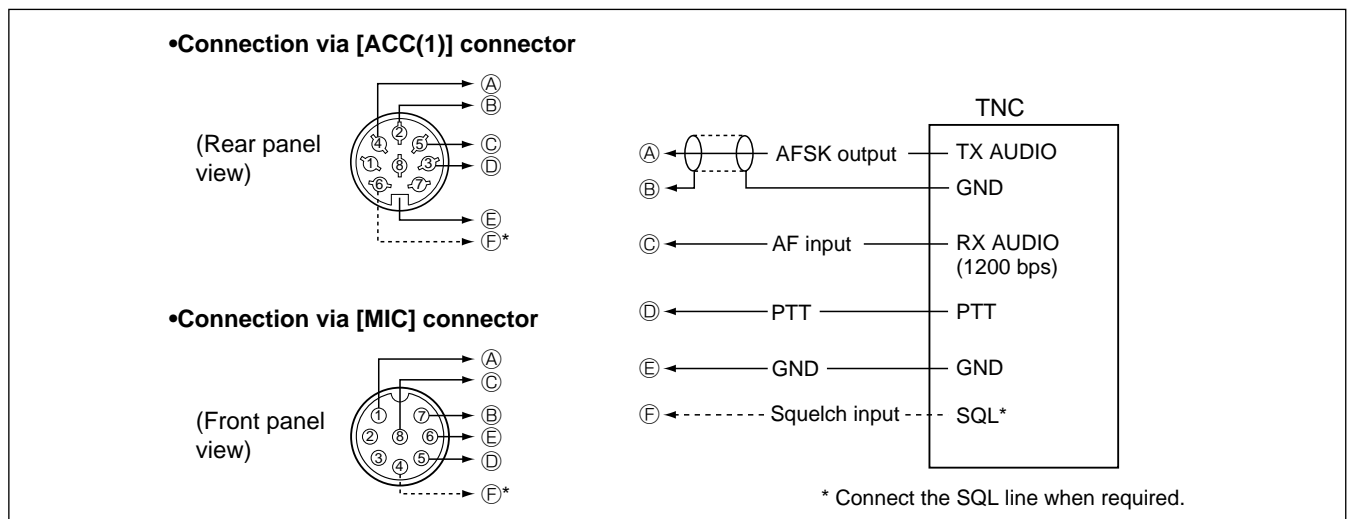 •Connection via [ACC(1)] connector
Ⓐ
Ⓑ
(Rear panel
view)
② ④ ⑤ ① ⑧ ③ ⑥ ⑦
Ⓒ
Ⓓ
Ⓔ
Ⓕ*
•Connection via [MIC] connector
Ⓐ
Ⓒ
(Front panel
view)
① ⑦ ② ⑧ ⑥ ③ ④ ⑤
Ⓑ
Ⓔ
Ⓓ
Ⓕ*
TNC
Ⓐ AFSK output TX AUDIO
Ⓑ GND
Ⓒ AF input RX AUDIO
(1200 bps)
Ⓓ PTT PTT
Ⓔ GND GND
Ⓕ Squelch input SQL*
* Connect the SQL line when required.